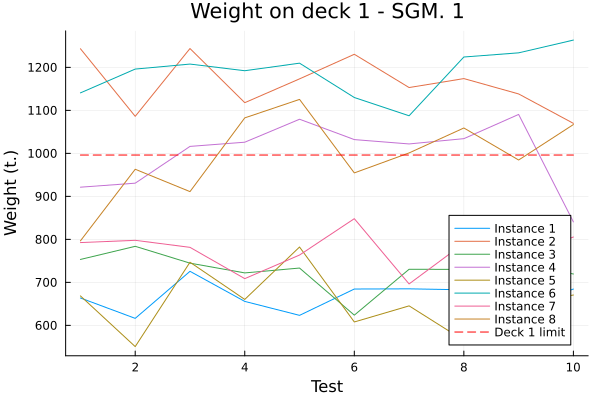 Weight on deck 1 - SGM. 1
Weight (t.)
1200
1100
1000
900
800
700
600
Instance 1
Instance 2
Instance 3
Instance 4
Instance 5
Instance 6
Instance 7
Instance 8
Deck 1 limit
2
4
6
8
10
Test